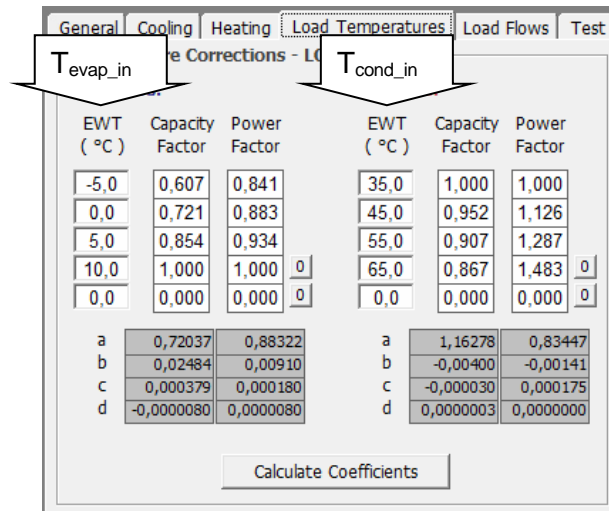 General Cooling Heating Load Temperatures Load Flows Test
T evap_in re Corrections - LO T cond_in
EWT Capacity Power EWT Capacity Power
( °C ) Factor Factor ( °C ) Factor Factor
-5,0 0,607 0,841 35,0 1,000 1,000
0,0 0,721 0,883 45,0 0,952 1,126
5,0 0,854 0,934 55,0 0,907 1,287
10,0 1,000 1,000 0 65,0 0,867 1,483 0
0,0 0,000 0,000 0 0,0 0,000 0,000 0
a 0,72037 0,88322 a 1,16278 0,83447
b 0,02484 0,00910 b -0,00400 -0,00141
c 0,000379 0,000180 c -0,000030 0,000175
d -0,0000080 0,0000080 d 0,0000003 0,0000000
Calculate Coefficients